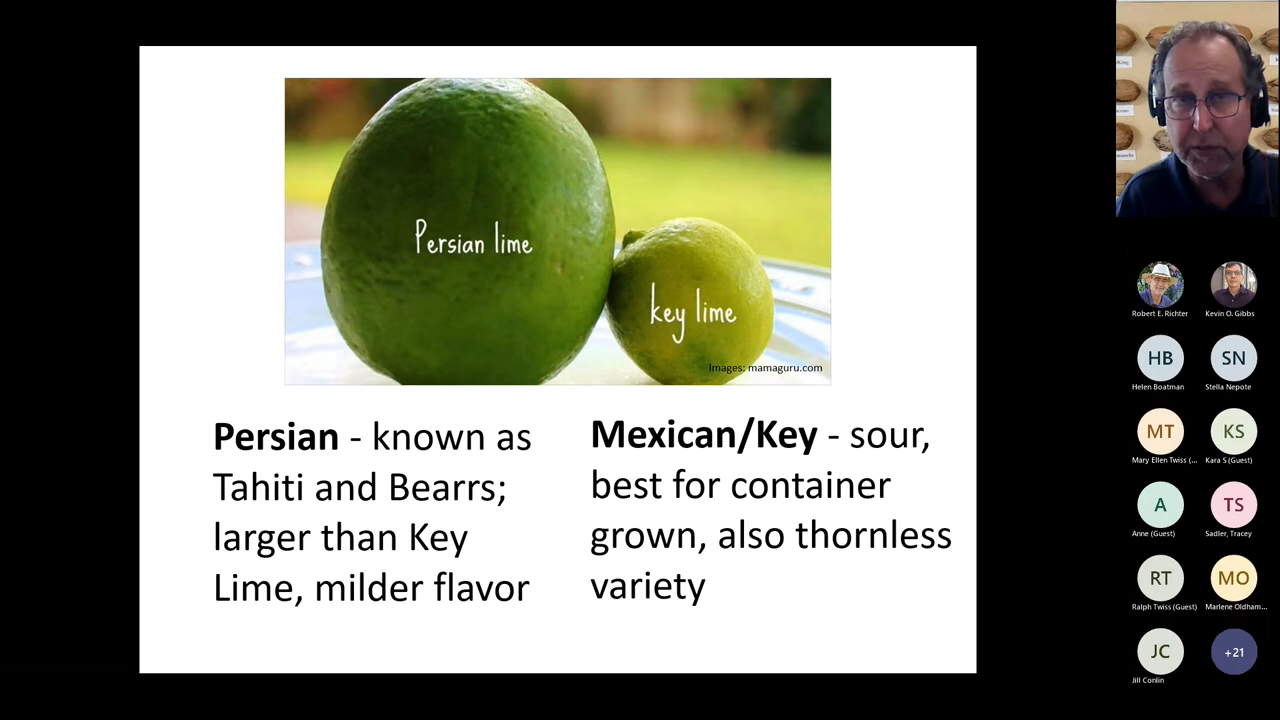 Persian lime
key lime
Images: mamaguru.com
Persian - known as
Tahiti and Bearrs;
larger than Key
Lime, milder flavor
Mexican/Key - sour,
best for container
grown, also thornless
variety
Robert E. Richter
Kevin O. Gibbs
HB
SN
Helen Boatman
Stella Nepote
MT
KS
Mary Ellen Twiss (...
Kara S (Guest)
A
TS
Anne (Guest)
Sadler, Tracey
RT
MO
Ralph Twiss (Guest)
Marlene Oldham...
JC
+21
Jill Conlin